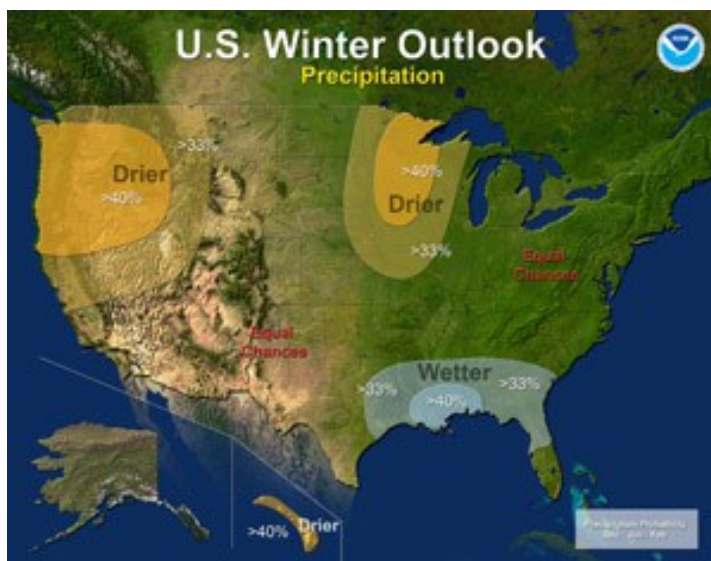 U.S. Winter Outlook
Precipitation
>33%
Drier
>40%
>40%
Drier
>33%
Equal
Chances
Equal
Chances
Wetter
>33%
>33%
>40%
>40%
Drier